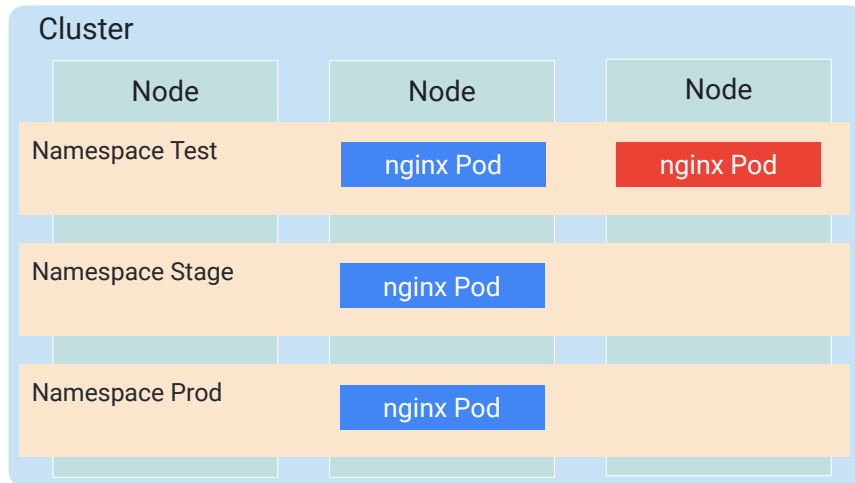 Cluster
Node
Node
Node
Namespace Test
nginx Pod
nginx Pod
Namespace Stage
nginx Pod
Namespace Prod
nginx Pod